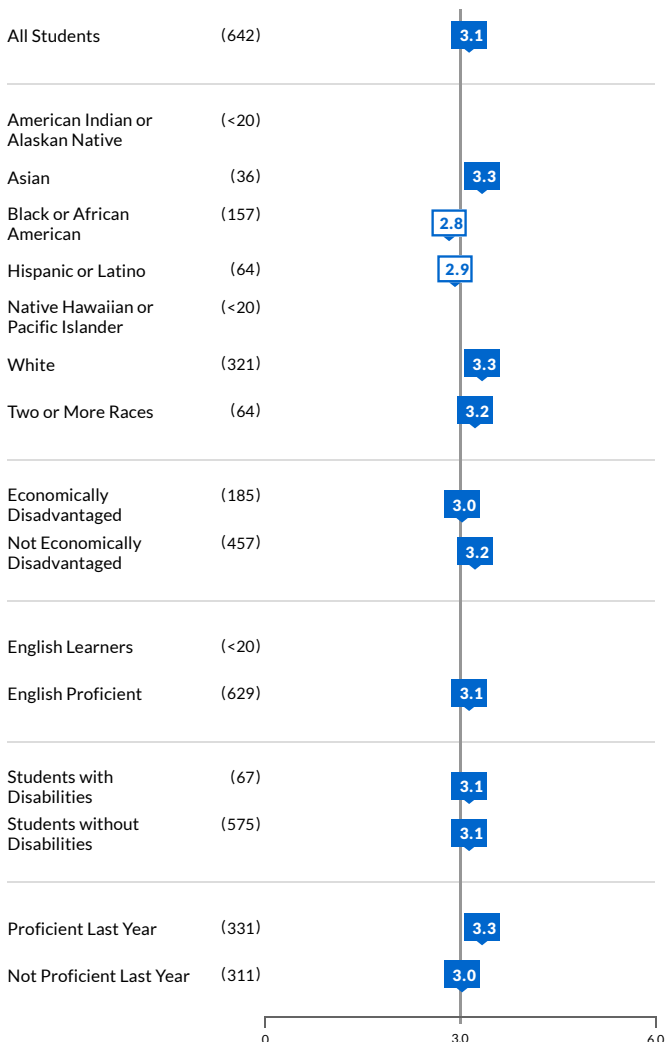 All Students (642) 3.1
American Indian or (<20)
Alaskan Native
Asian (36) 3.3
Black or African (157) 2.8
American
Hispanic or Latino (64) 2.9
Native Hawaiian or (<20)
Pacific Islander
White (321) 3.3
Two or More Races (64) 3.2
Economically (185) 3.0
Disadvantaged
Not Economically (457) 3.2
Disadvantaged
English Learners (<20)
English Proficient (629) 3.1
Students with (67) 3.1
Disabilities
Students without (575) 3.1
Disabilities
Proficient Last Year (331) 3.3
Not Proficient Last Year (311) 3.0
0 3.0 6.0